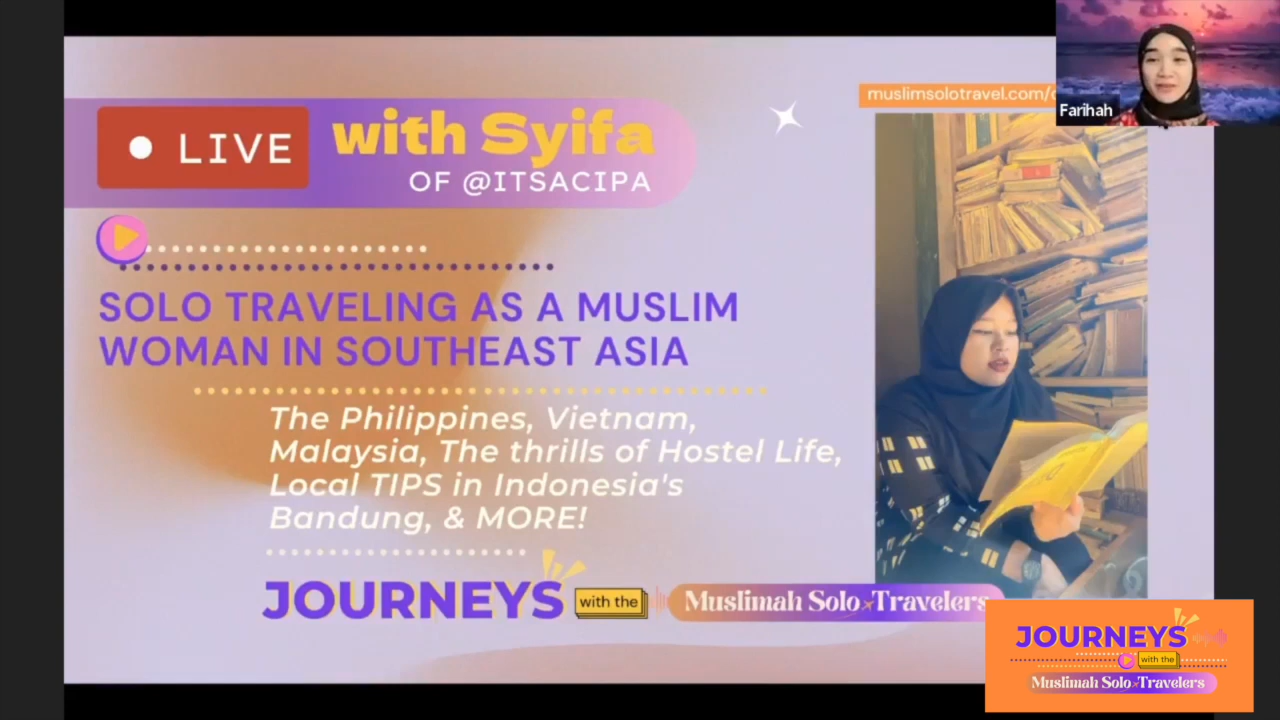 muslimsolotravel.com/
Farihah
LIVE
with Syifa
OF @ITSACIPA
SOLO TRAVELING AS A MUSLIM
WOMAN IN SOUTHEAST ASIA
The Philippines, Vietnam,
Malaysia, The thrills of Hostel Life,
Local TIPS in Indonesia's
Bandung, & MORE!
JOURNEYS with the Muslimah Solo Travelers
JOURNEYS
with the
Muslimah Solo Travelers